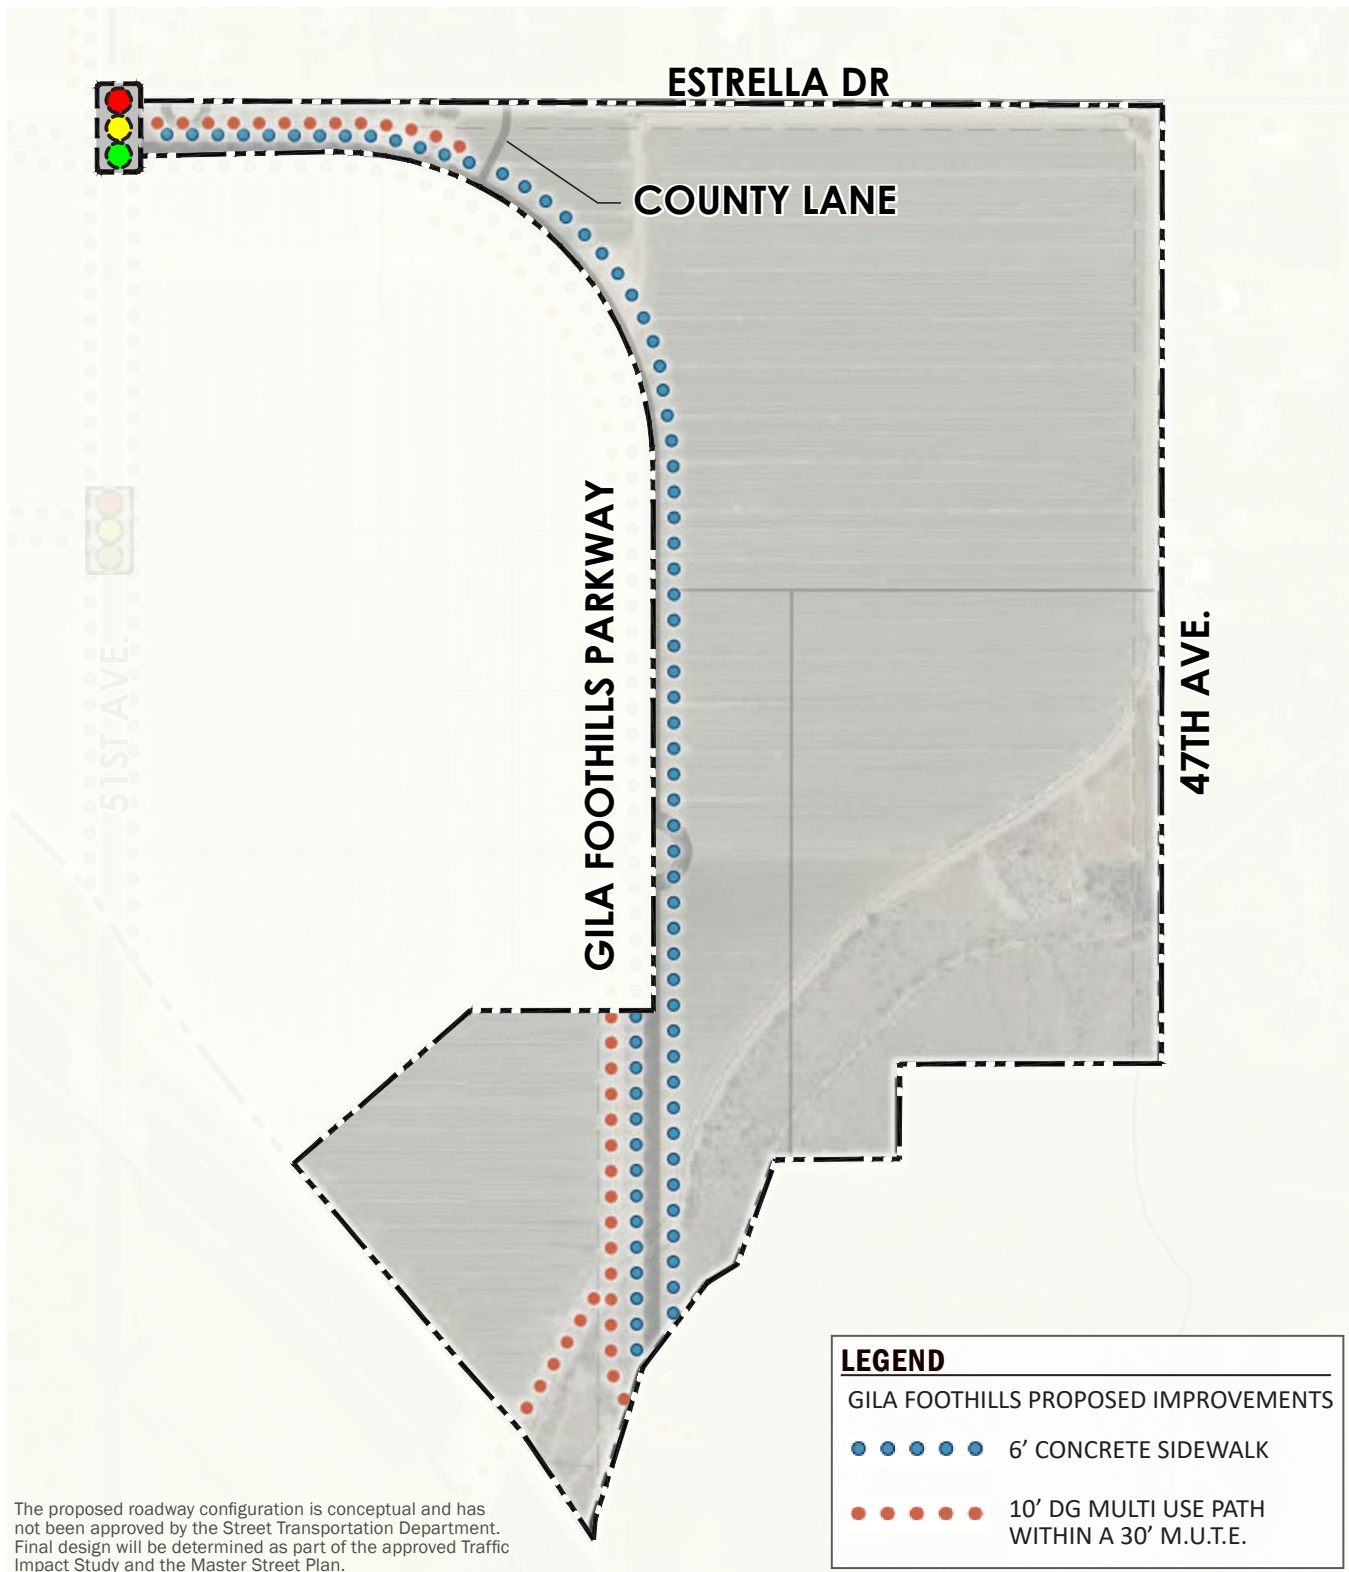 ESTRELLA DR
COUNTY LANE
GILA FOOTHILLS PARKWAY
47TH AVE.
51ST AVE.
LEGEND
GILA FOOTHILLS PROPOSED IMPROVEMENTS
6’ CONCRETE SIDEWALK
10’ DG MULTI USE PATH
WITHIN A 30’ M.U.T.E.
The proposed roadway configuration is conceptual and has
not been approved by the Street Transportation Department.
Final design will be determined as part of the approved Traffic
Impact Study and the Master Street Plan.